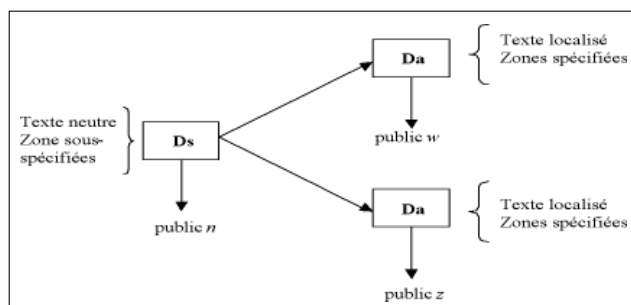 Texte neutre
Zone sous-
spécifiées
Ds
public n
Da
Texte localisé
Zones spécifiées
public w
Da
Texte localisé
Zones spécifiées
public z